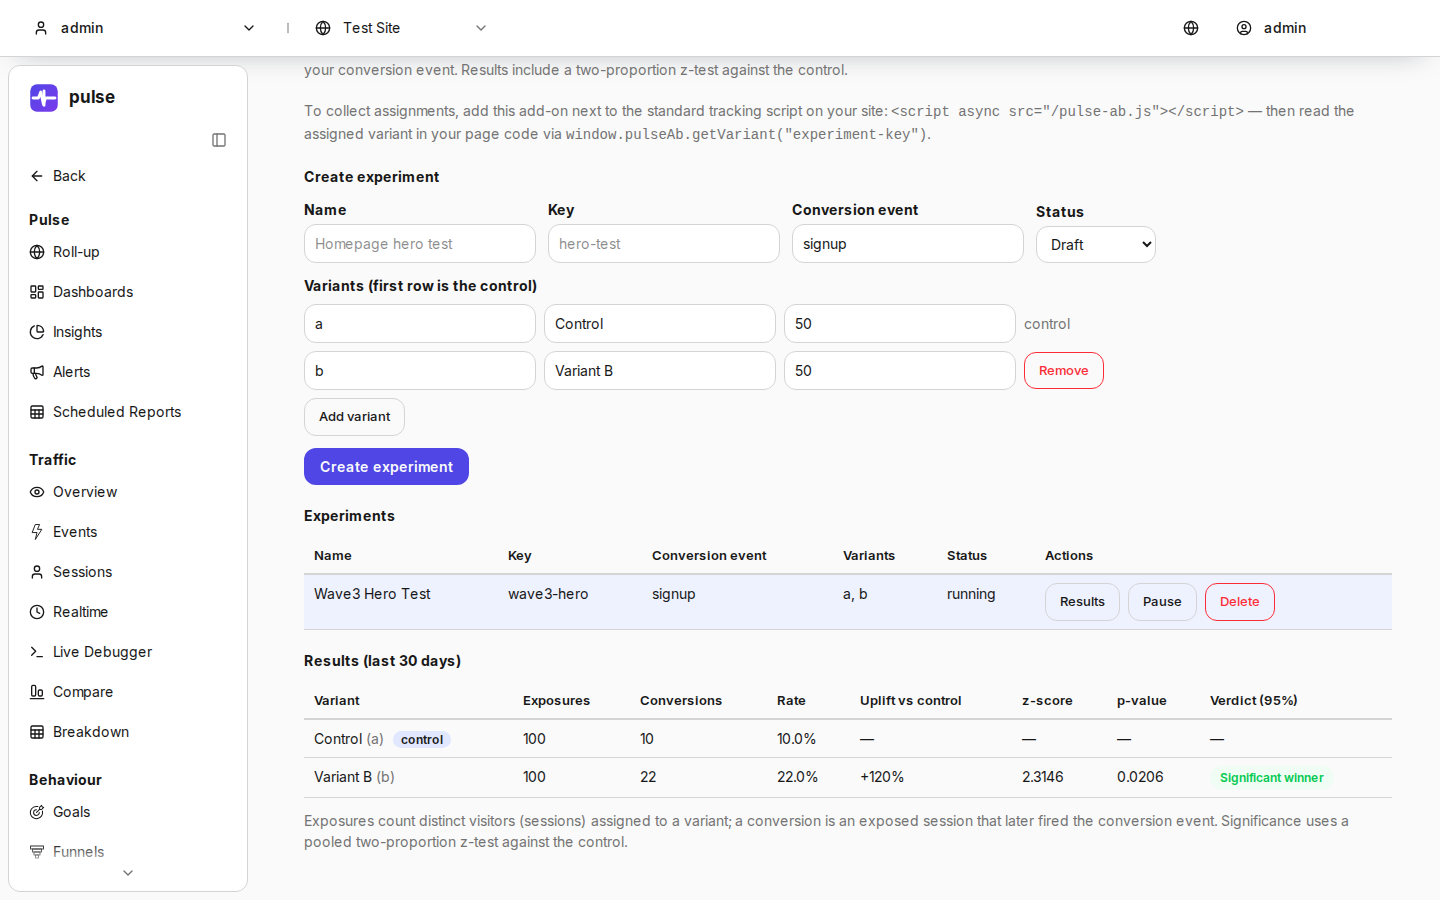 admin
Test Site
admin
pulse
Back
Pulse
Roll-up
Dashboards
Insights
Alerts
Scheduled Reports
Traffic
Overview
Events
Sessions
Realtime
Live Debugger
Compare
Breakdown
Behaviour
Goals
Funnels
your conversion event. Results include a two-proportion z-test against the control.
To collect assignments, add this add-on next to the standard tracking script on your site: <script async src="/pulse-ab.js"></script> — then read the
assigned variant in your page code via window.pulseAb.getVariant("experiment-key").
Create experiment
Name Key Conversion event Status
Homepage hero test hero-test signup Draft
Variants (first row is the control)
a Control 50 control
b Variant B 50 Remove
Add variant
Create experiment
Experiments
Name Key Conversion event Variants Status Actions
Wave3 Hero Test wave3-hero signup a, b running Results Pause Delete
Results (last 30 days)
Variant Exposures Conversions Rate Uplift vs control z-score p-value Verdict (95%)
Control (a) control 100 10 10.0% — — — —
Variant B (b) 100 22 22.0% +120% 2.3146 0.0206 Significant winner
Exposures count distinct visitors (sessions) assigned to a variant; a conversion is an exposed session that later fired the conversion event. Significance uses a
pooled two-proportion z-test against the control.